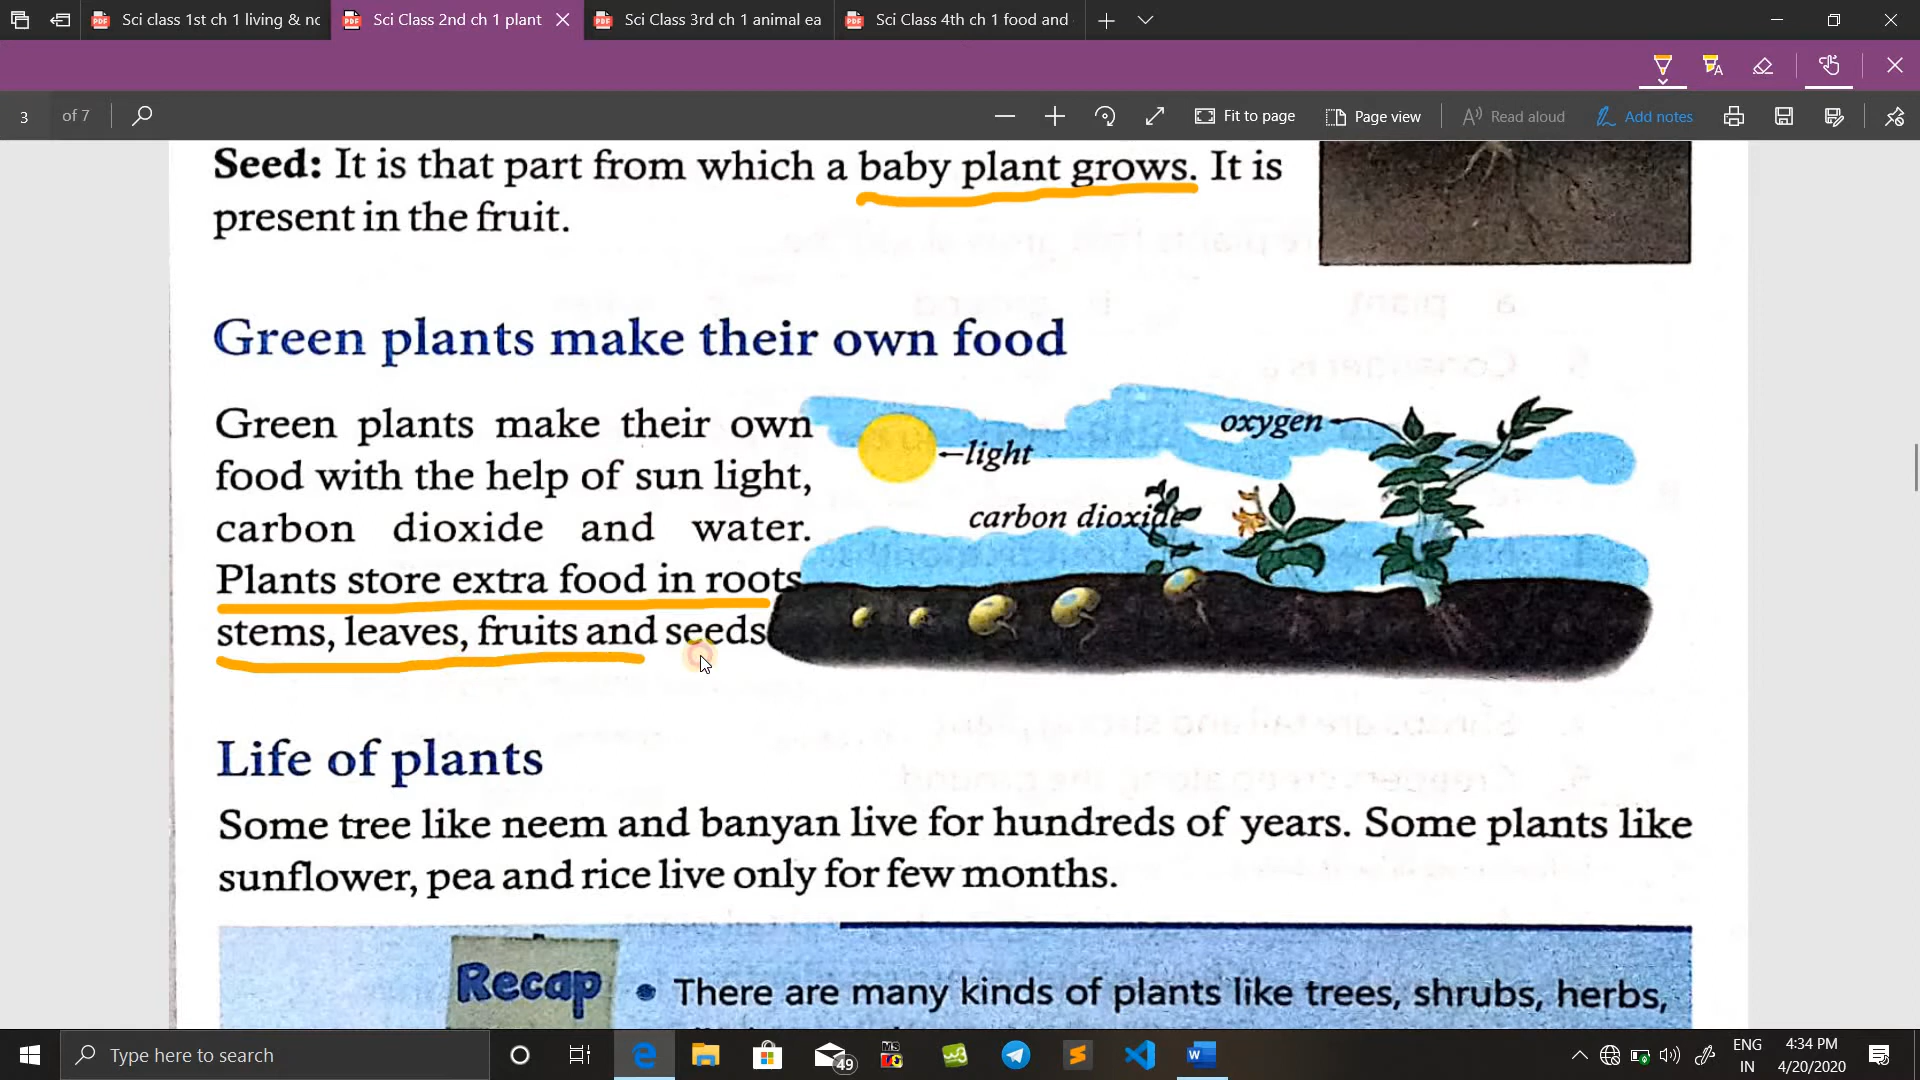 Sci class 1st ch 1 living & no
Sci Class 2nd ch 1 plant
Sci Class 3rd ch 1 animal ea
Sci Class 4th ch 1 food and
3 of 7
Fit to page
Page view
Read aloud
Add notes
Seed: It is that part from which a baby plant grows. It is
present in the fruit.
Green plants make their own food
Green plants make their own
food with the help of sun light,
carbon dioxide and water.
Plants store extra food in roots
stems, leaves, fruits and seeds
light
oxygen
carbon dioxide
Life of plants
Some tree like neem and banyan live for hundreds of years. Some plants like
sunflower, pea and rice live only for few months.
Recap
• There are many kinds of plants like trees, shrubs, herbs,
Type here to search
49
ENG
IN
4:34 PM
4/20/2020